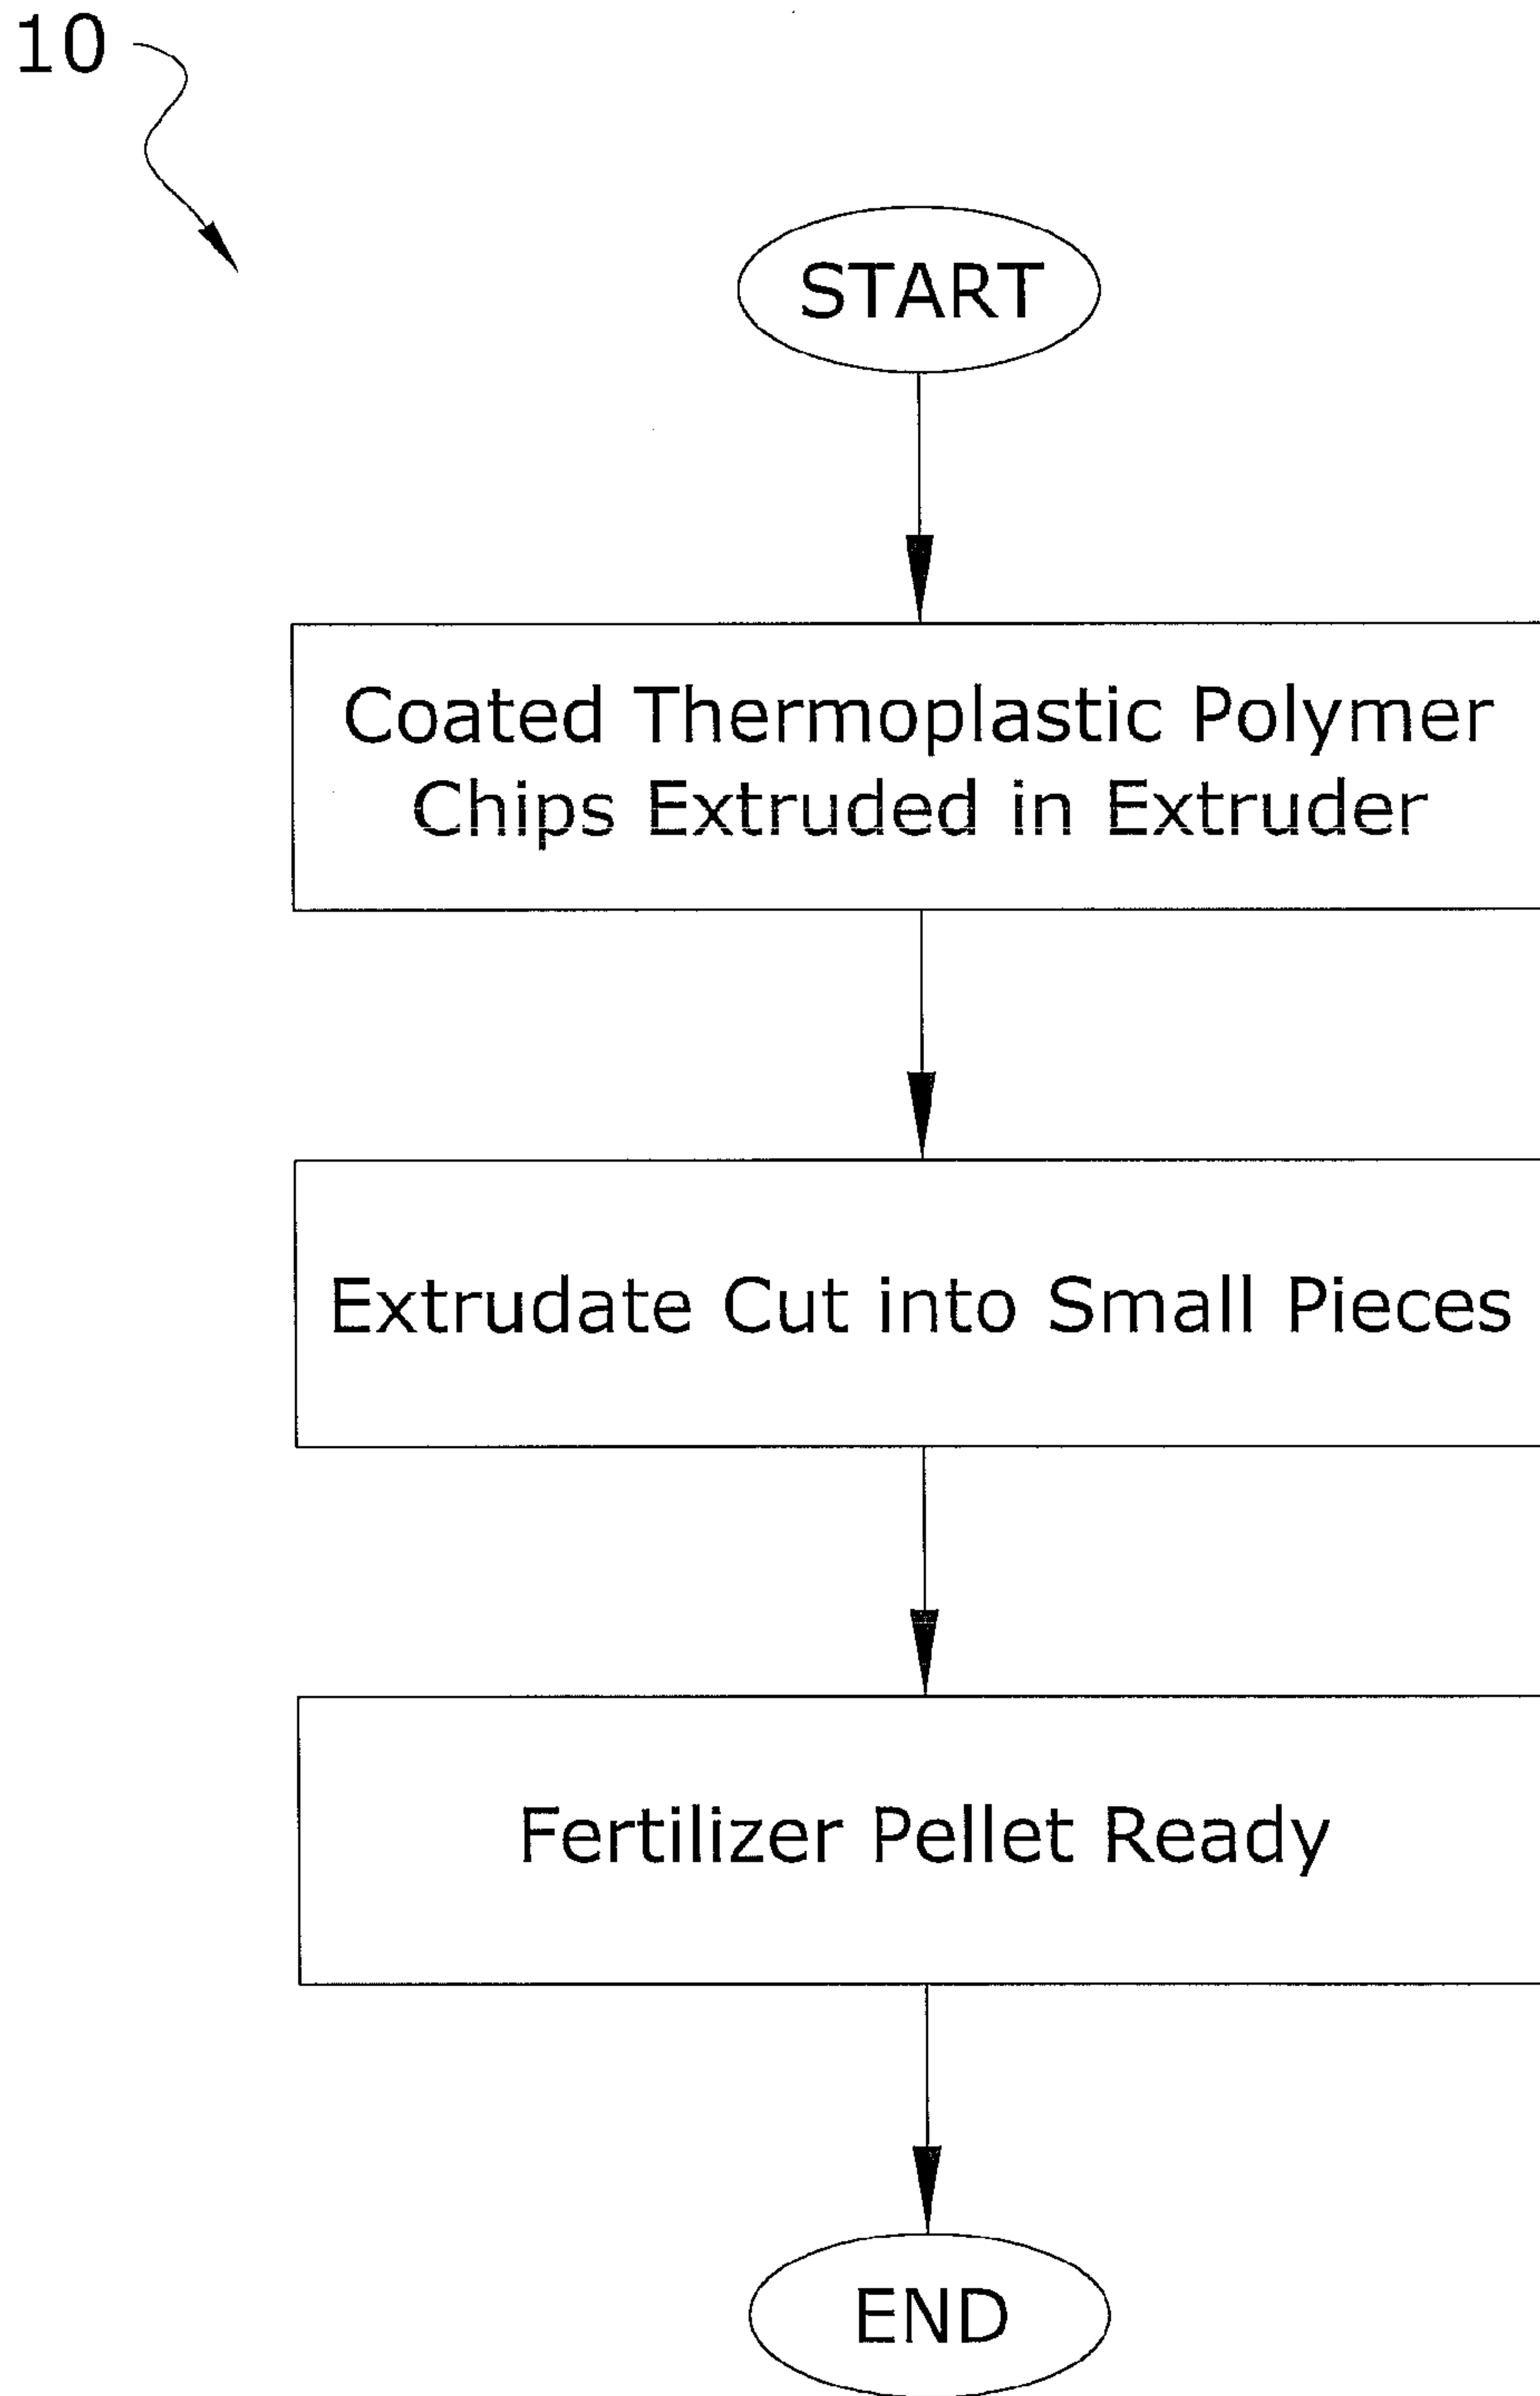 10
START
Coated Thermoplastic Polymer
Chips Extruded in Extruder
Extrudate Cut into Small Pieces
Fertilizer Pellet Ready
END